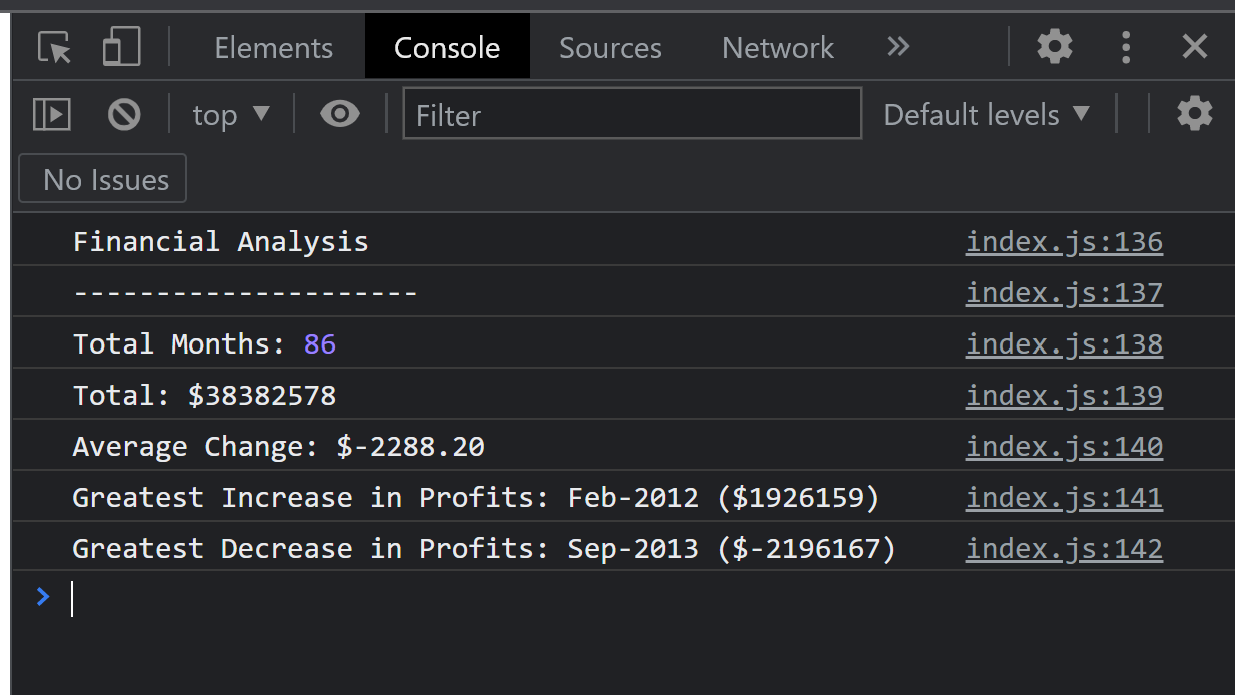 Elements Console Sources Network »
top ▼ Filter Default levels ▼
No Issues
Financial Analysis index.js:136
--------------------- index.js:137
Total Months: 86 index.js:138
Total: $38382578 index.js:139
Average Change: $-2288.20 index.js:140
Greatest Increase in Profits: Feb-2012 ($1926159) index.js:141
Greatest Decrease in Profits: Sep-2013 ($-2196167) index.js:142